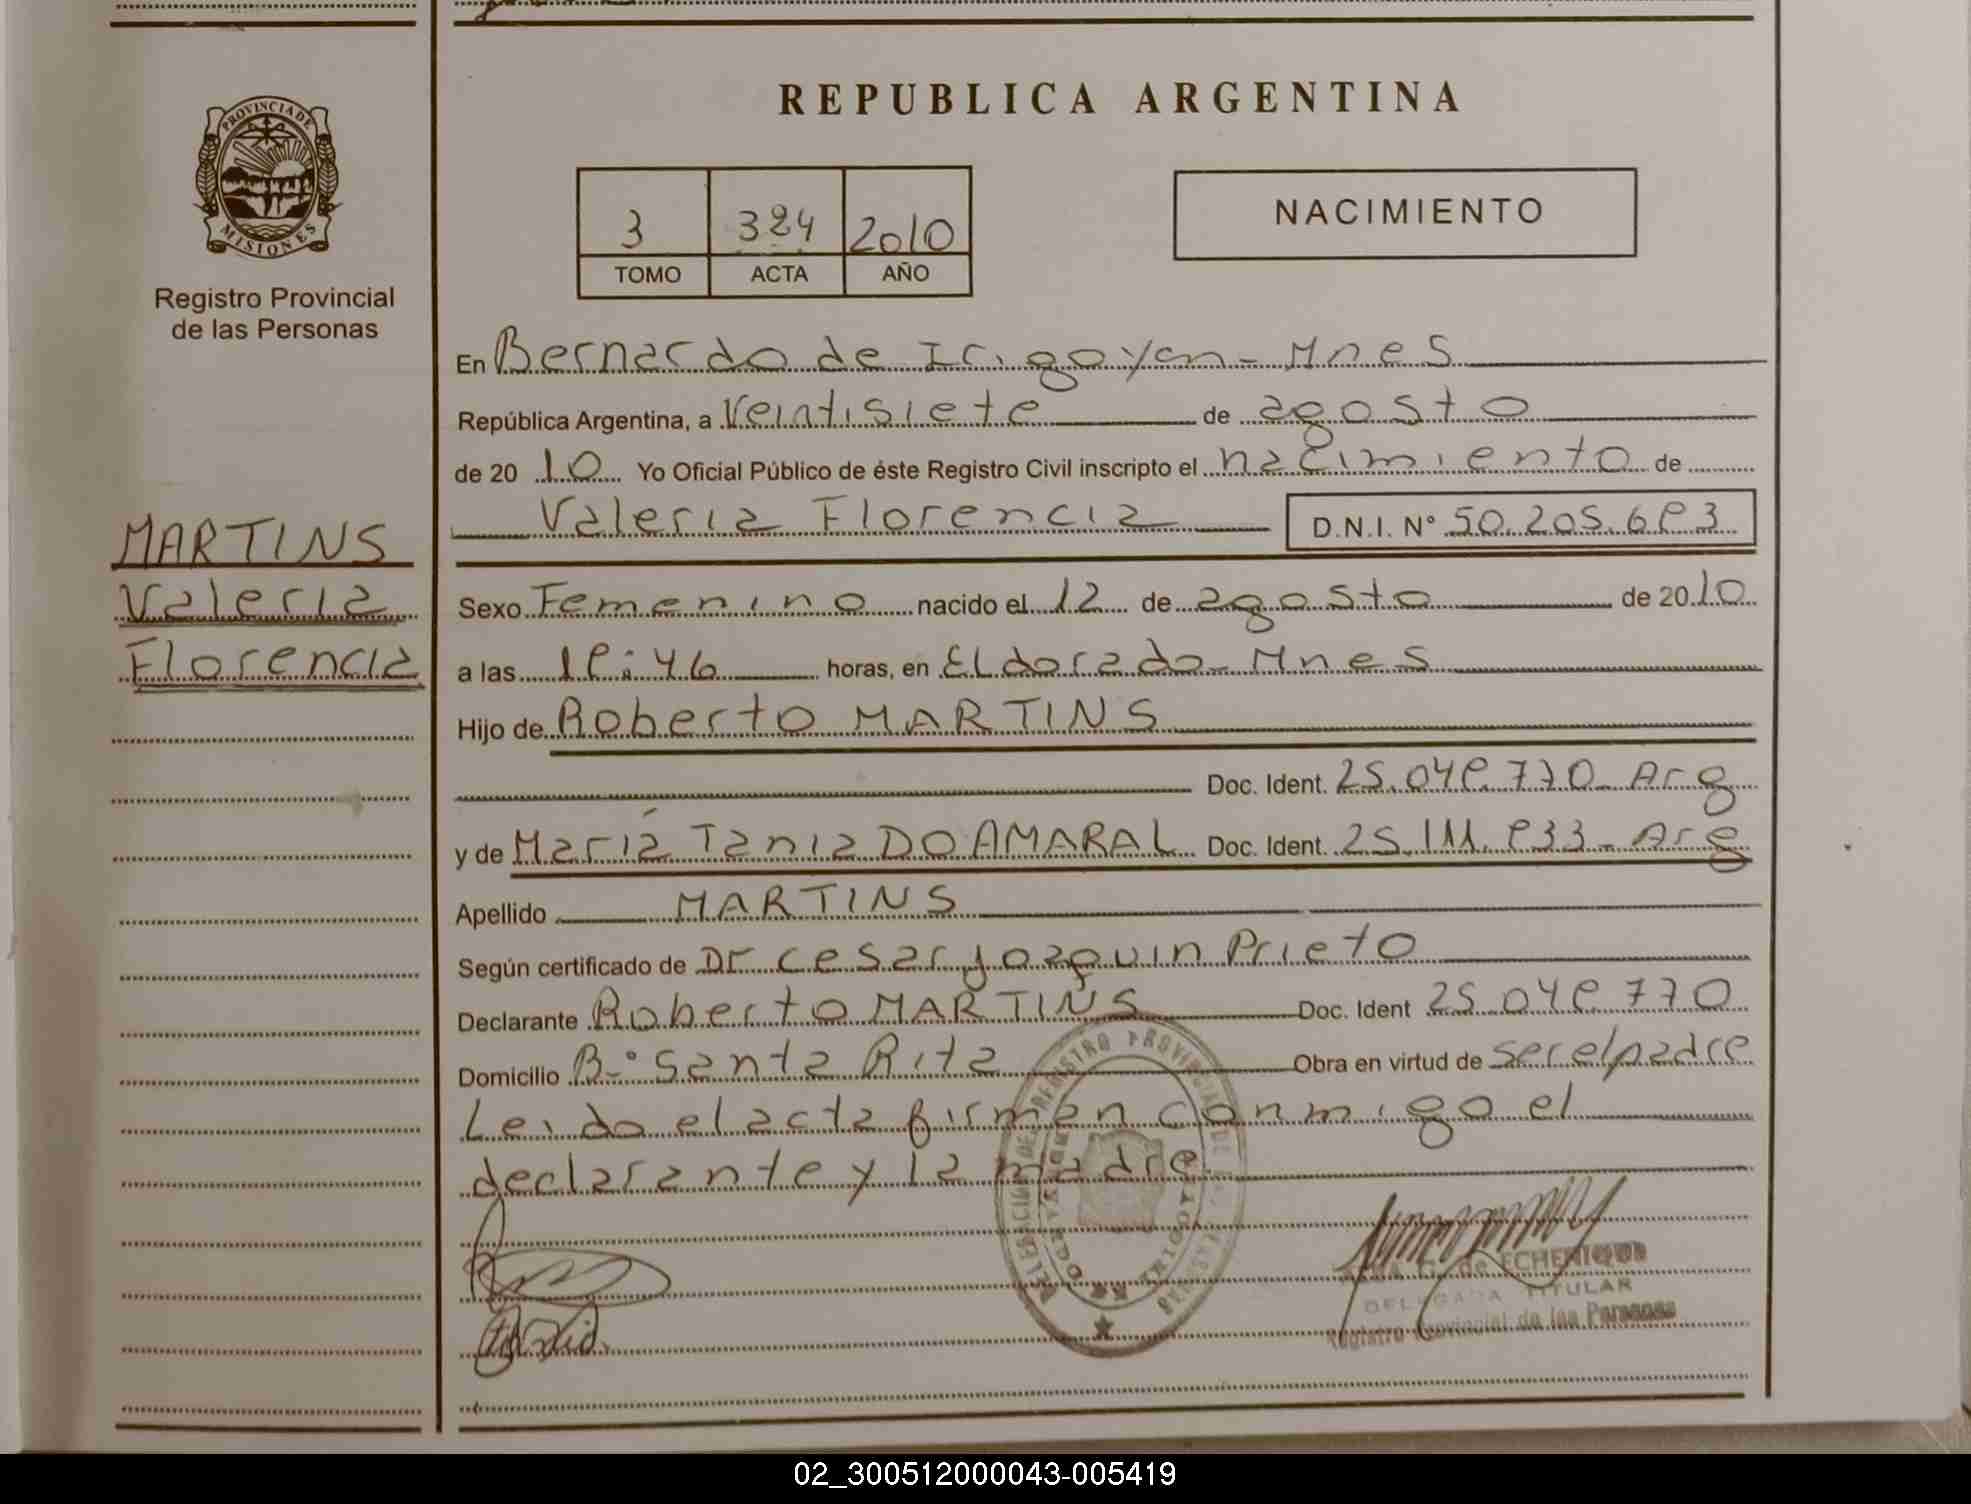 PROVINCIA DE
MISIONES
Registro Provincial
de las Personas
MARTINS
Valeria
Florencia
REPUBLICA ARGENTINA
3 324 2010
TOMO ACTA AÑO
NACIMIENTO
En Bernardo de Irigoyen - Mnes
República Argentina, a Veintisiete de agosto
de 2010 Yo Oficial Público de éste Registro Civil inscripto el nacimiento de
Valeria Florencia D.N.I. N° 50.205.683
Sexo Femenino nacido el 12 de agosto de 2010
a las 18:46 horas, en Eldorado - Mnes
Hijo de Roberto MARTINS
Doc. Ident. 25.048.770 - Arg
y de María Tania DO AMARAL Doc. Ident. 25.111.833 - Arg
Apellido MARTINS
Según certificado de Dr Cesar Joaquin Prieto
Declarante Roberto MARTINS Doc. Ident 25.048.770
Domicilio B° Santa Rita Obra en virtud de ser el padre
Leido el acta firman conmigo el
declarante y la madre
G. de ECHENIQUE
DELEGADA TITULAR
Registro Provincial de las Personas
02_300512000043-005419